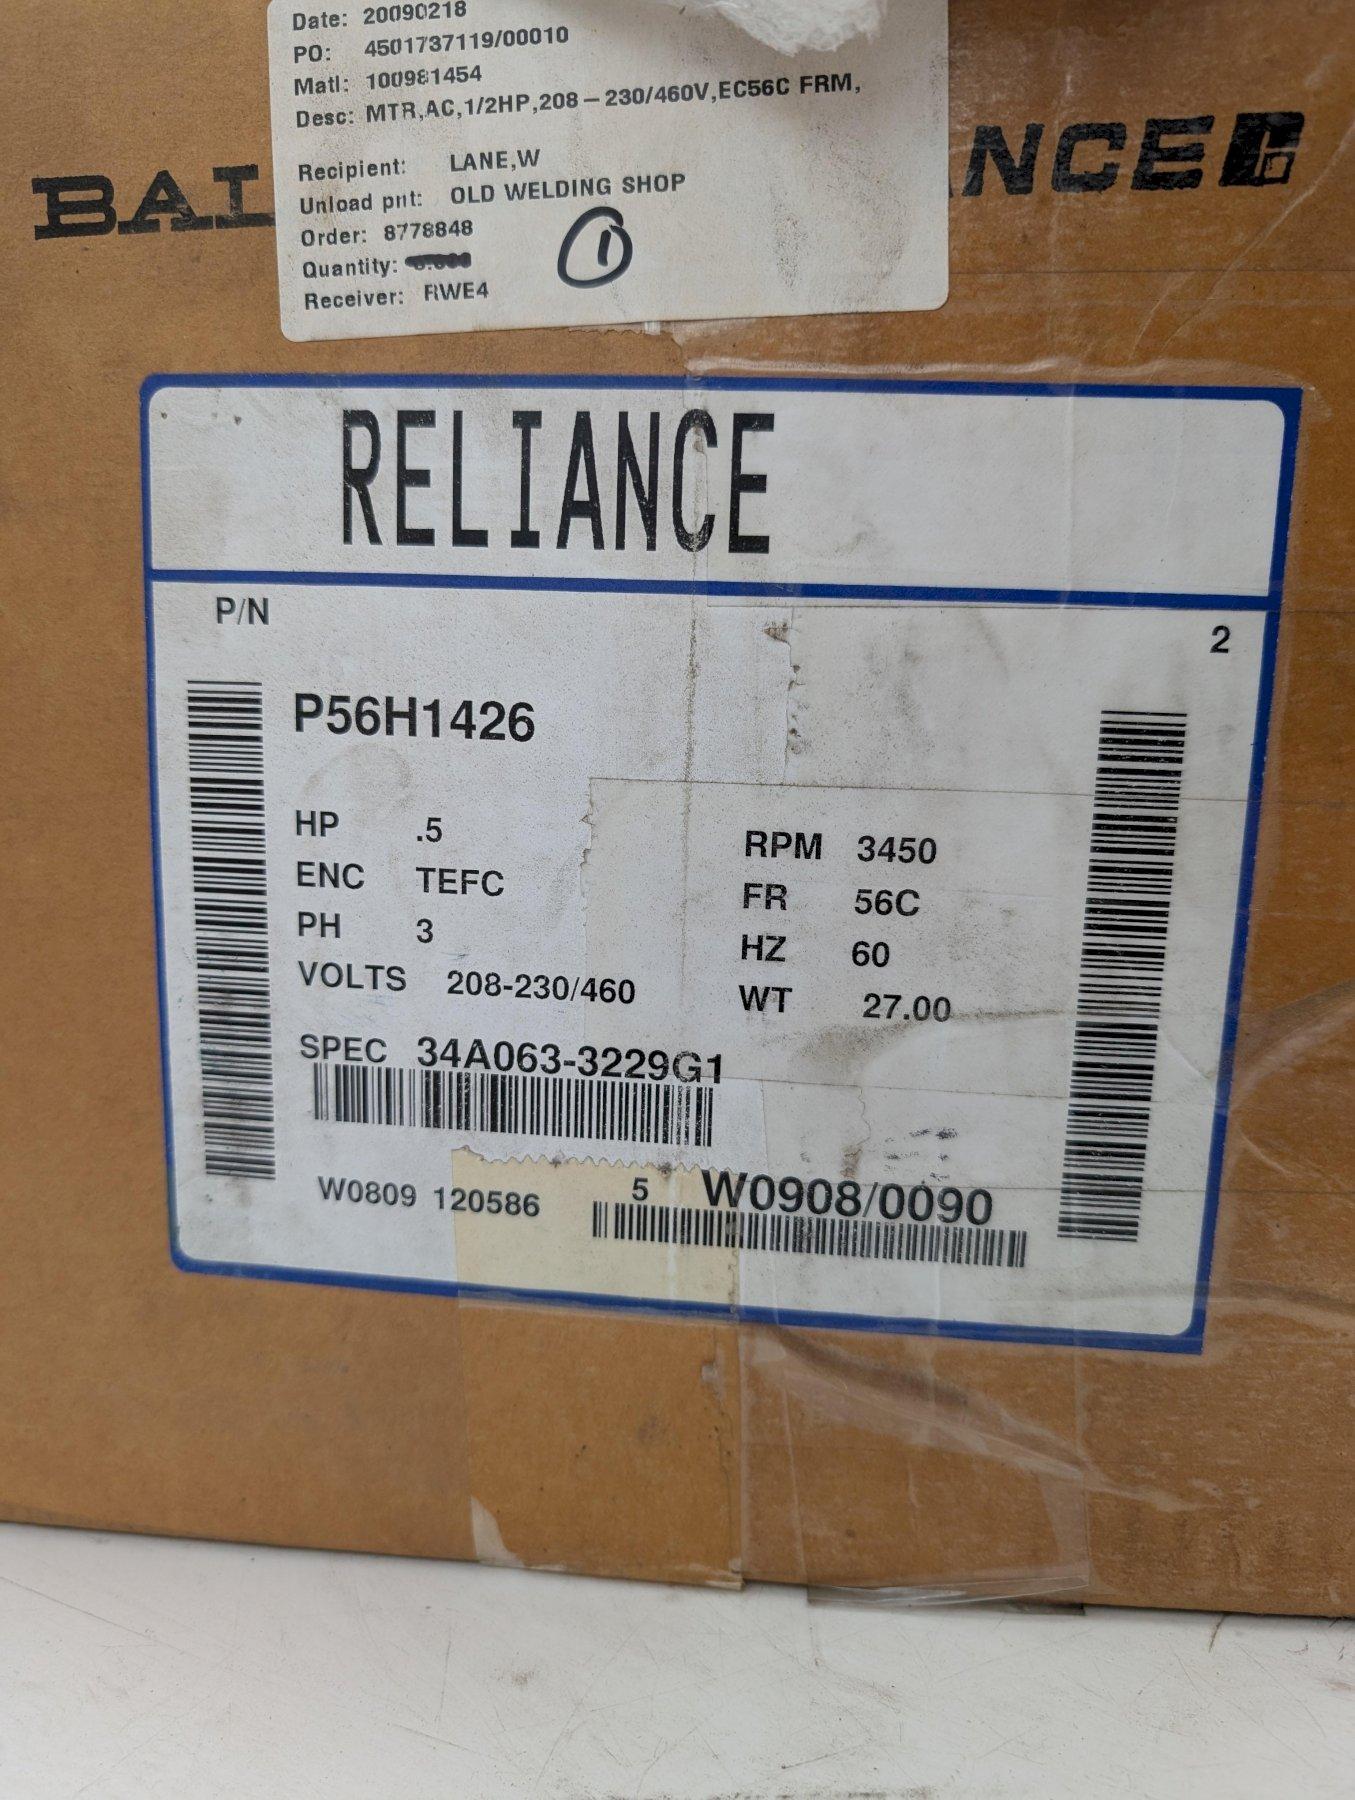 Date: 20090218
PO: 4501737119/00010
Matl: 100981454
Desc: MTR,AC,1/2HP,208-230/460V,EC56C FRM,
Recipient: LANE,W
Unload pnt: OLD WELDING SHOP
Order: 8778848
Quantity:
1
Receiver: RWE4
BAL
NCE
RELIANCE
P/N
2
P56H1426
HP .5
RPM 3450
ENC TEFC
FR 56C
PH 3
HZ 60
VOLTS 208-230/460
WT 27.00
SPEC 34A063-3229G1
W0809 120586
5 W0908/0090